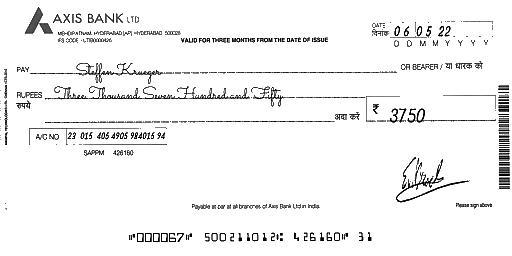 AXIS BANK LTD
MEHDIPATNAM, HYDERABAD [AP] HYDERABAD 500028
IFS CODE - UTIB0000426
VALID FOR THREE MONTHS FROM THE DATE OF ISSUE
DATE
दिनांक 06 05 22
D D M M Y Y Y Y
PAY Steffen Krueger OR BEARER / या धारक को
RUPEES Three Thousand Seven Hundred and Fifty
रुपये अदा करें ₹ 3750
A/C NO 23 015 405 4905 984015 94
SAPPM 426160
Payable at par at all branches of Axis Bank Ltd in India.
Please sign above
⑈000067⑈ 500211012⑆ 426160⑈ 31